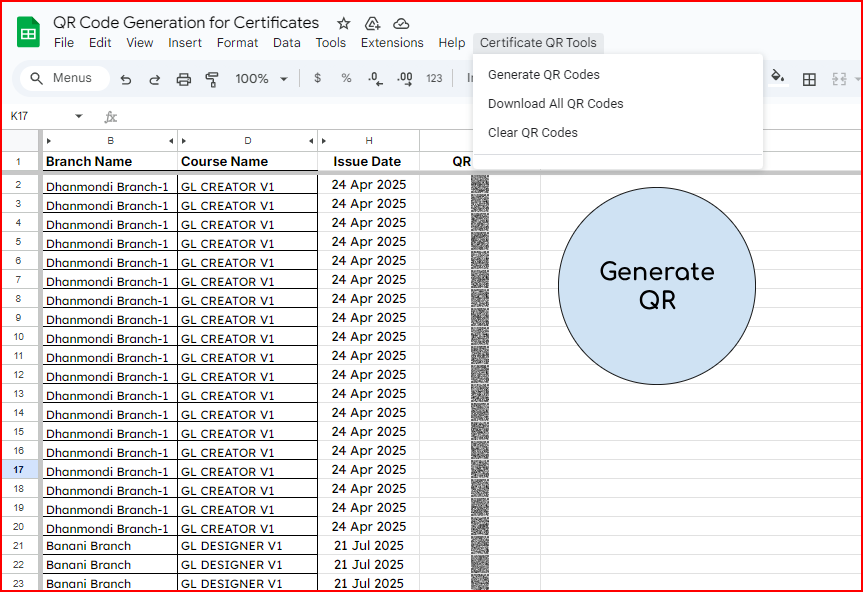 QR Code Generation for Certificates
File Edit View Insert Format Data Tools Extensions Help Certificate QR Tools
Menus 100% $ % .0 .00 123
Generate QR Codes
Download All QR Codes
Clear QR Codes
K17 fx
B D H
1 Branch Name Course Name Issue Date QR
2 Dhanmondi Branch-1 GL CREATOR V1 24 Apr 2025
3 Dhanmondi Branch-1 GL CREATOR V1 24 Apr 2025
4 Dhanmondi Branch-1 GL CREATOR V1 24 Apr 2025
5 Dhanmondi Branch-1 GL CREATOR V1 24 Apr 2025
6 Dhanmondi Branch-1 GL CREATOR V1 24 Apr 2025
7 Dhanmondi Branch-1 GL CREATOR V1 24 Apr 2025
8 Dhanmondi Branch-1 GL CREATOR V1 24 Apr 2025
9 Dhanmondi Branch-1 GL CREATOR V1 24 Apr 2025
10 Dhanmondi Branch-1 GL CREATOR V1 24 Apr 2025
11 Dhanmondi Branch-1 GL CREATOR V1 24 Apr 2025
12 Dhanmondi Branch-1 GL CREATOR V1 24 Apr 2025
13 Dhanmondi Branch-1 GL CREATOR V1 24 Apr 2025
14 Dhanmondi Branch-1 GL CREATOR V1 24 Apr 2025
15 Dhanmondi Branch-1 GL CREATOR V1 24 Apr 2025
16 Dhanmondi Branch-1 GL CREATOR V1 24 Apr 2025
17 Dhanmondi Branch-1 GL CREATOR V1 24 Apr 2025
18 Dhanmondi Branch-1 GL CREATOR V1 24 Apr 2025
19 Dhanmondi Branch-1 GL CREATOR V1 24 Apr 2025
20 Dhanmondi Branch-1 GL CREATOR V1 24 Apr 2025
21 Banani Branch GL DESIGNER V1 21 Jul 2025
22 Banani Branch GL DESIGNER V1 21 Jul 2025
23 Banani Branch GL DESIGNER V1 21 Jul 2025
Generate
QR